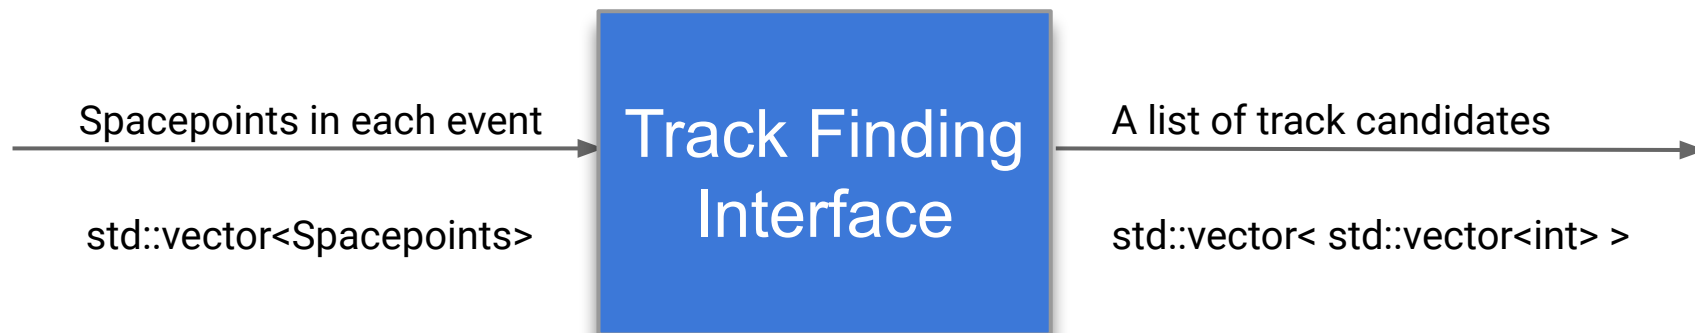 Spacepoints in each event
std::vector<Spacepoints>
Track Finding
Interface
A list of track candidates
std::vector< std::vector<int> >